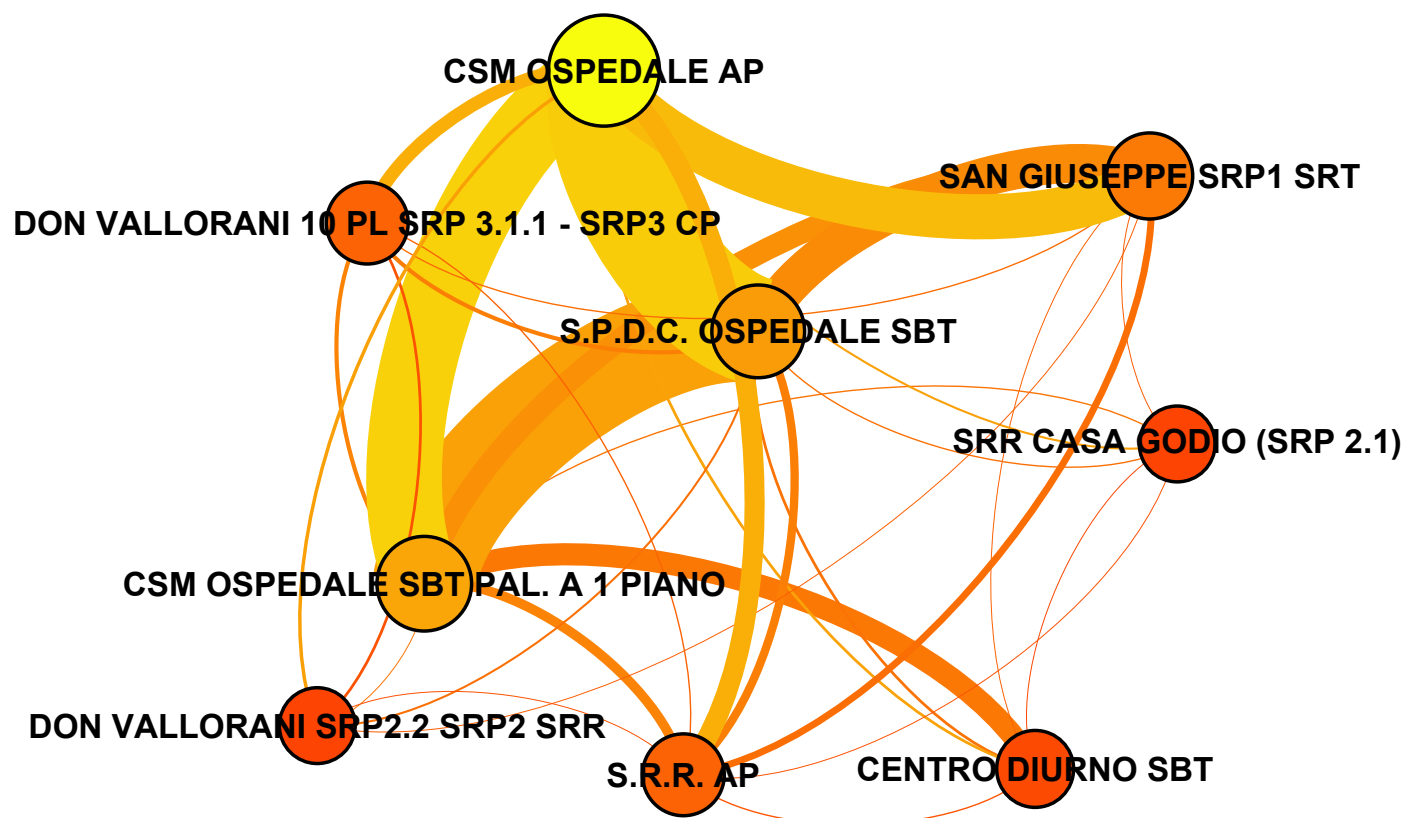 CSM OSPEDALE AP
SAN GIUSEPPE SRP1 SRT
DON VALLORANI 10 PL SRP 3.1.1 - SRP3 CP
S.P.D.C. OSPEDALE SBT
SRR CASA GODIO (SRP 2.1)
CSM OSPEDALE SBT PAL. A 1 PIANO
DON VALLORANI SRP2.2 SRP2 SRR
S.R.R. AP
CENTRO DIURNO SBT